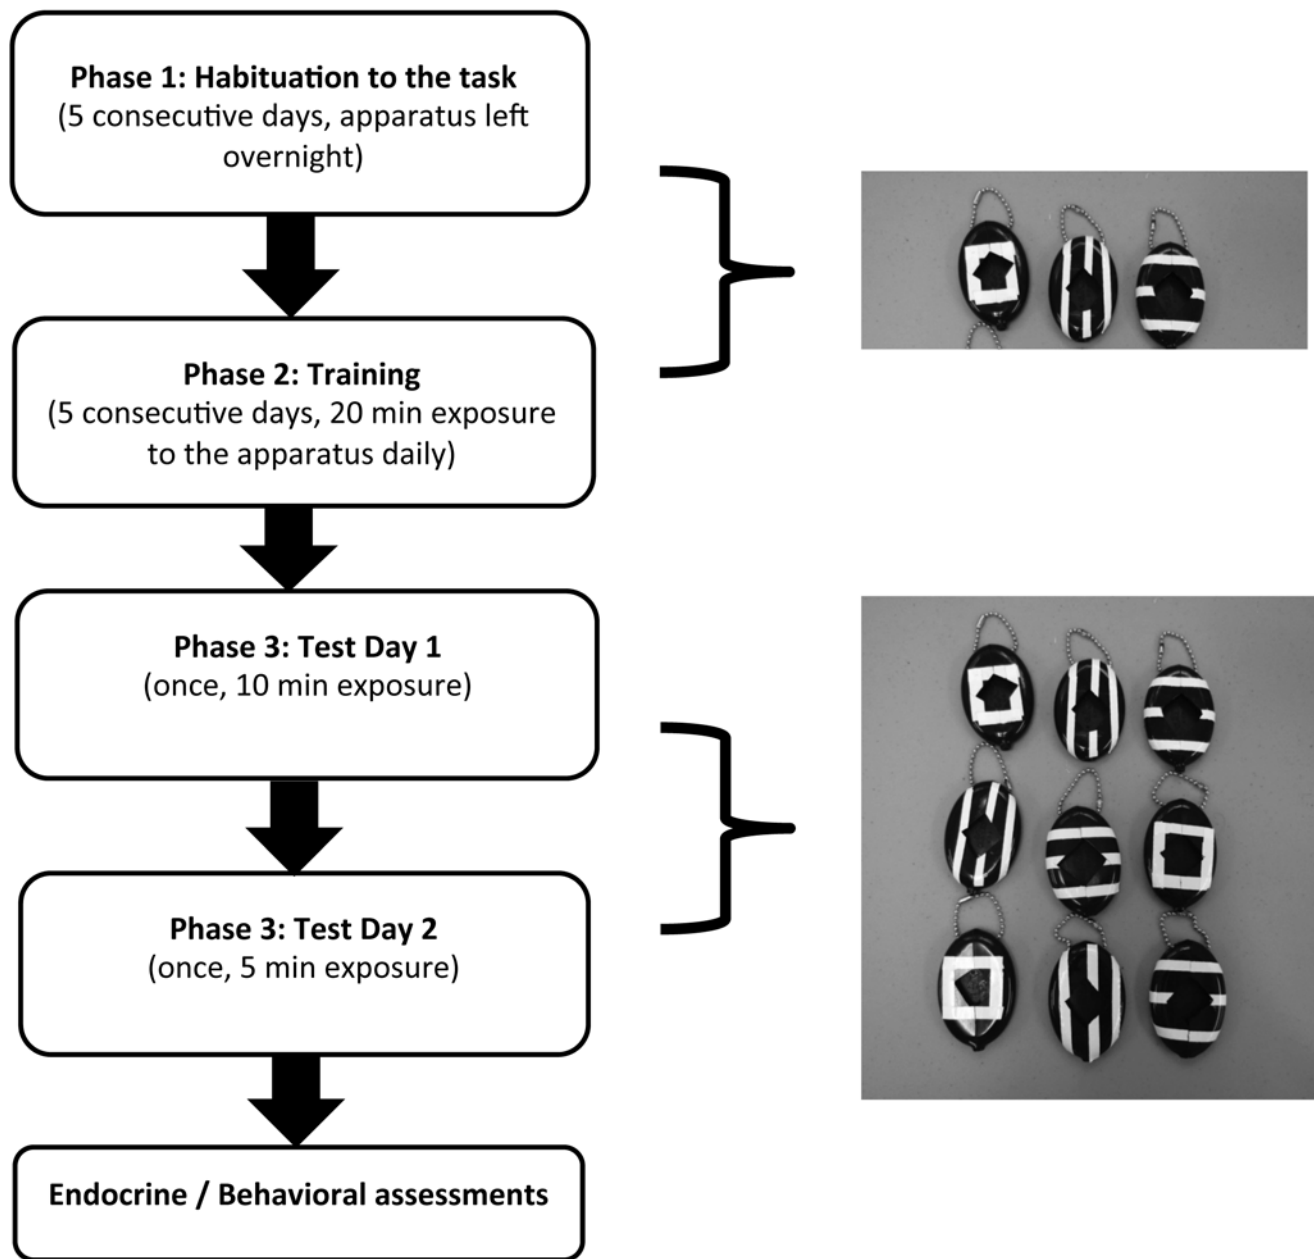 Phase 1: Habituation to the task
(5 consecutive days, apparatus left
overnight)
Phase 2: Training
(5 consecutive days, 20 min exposure
to the apparatus daily)
Phase 3: Test Day 1
(once, 10 min exposure)
Phase 3: Test Day 2
(once, 5 min exposure)
Endocrine / Behavioral assessments